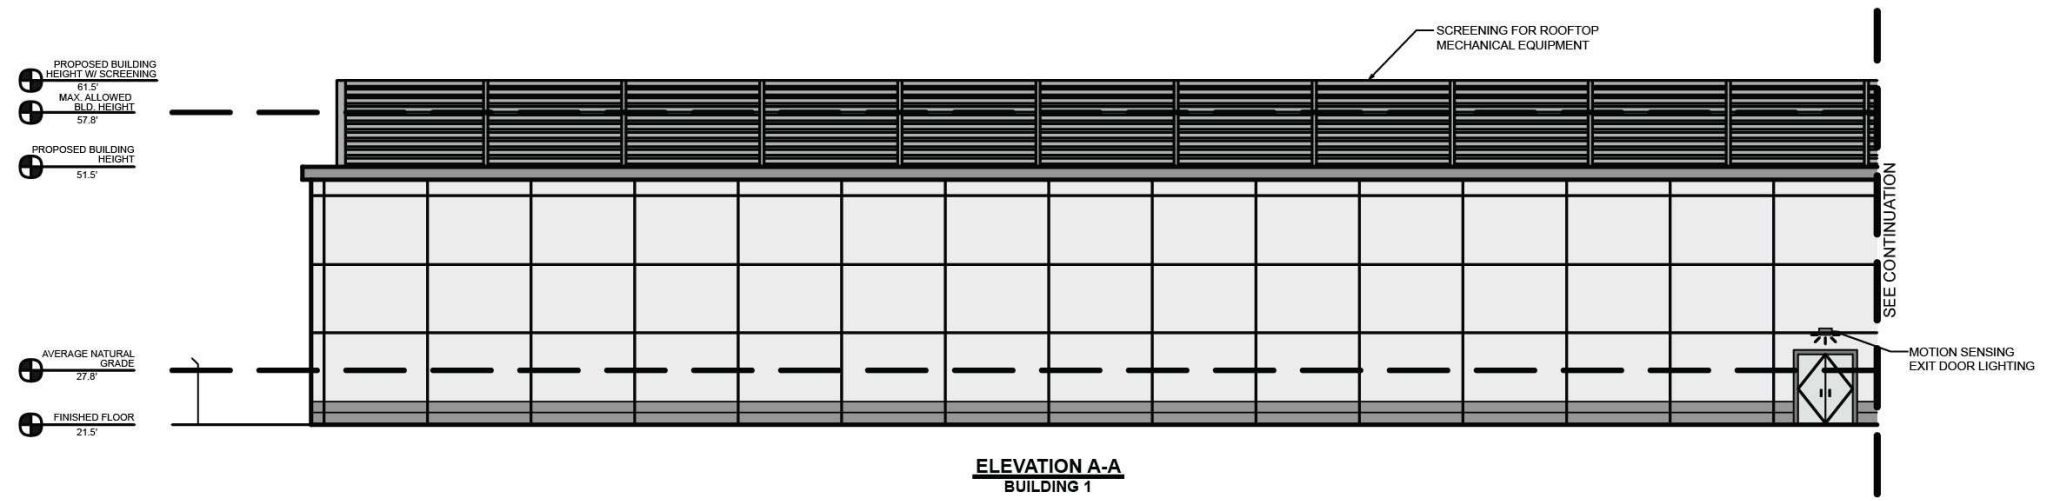 SCREENING FOR ROOFTOP
MECHANICAL EQUIPMENT
PROPOSED BUILDING
HEIGHT W/ SCREENING
61.5'
MAX. ALLOWED
BLD. HEIGHT
57.8'
PROPOSED BUILDING
HEIGHT
51.5'
SEE CONTINUATION
AVERAGE NATURAL
GRADE
27.8'
MOTION SENSING
EXIT DOOR LIGHTING
FINISHED FLOOR
21.5'
ELEVATION A-A
BUILDING 1